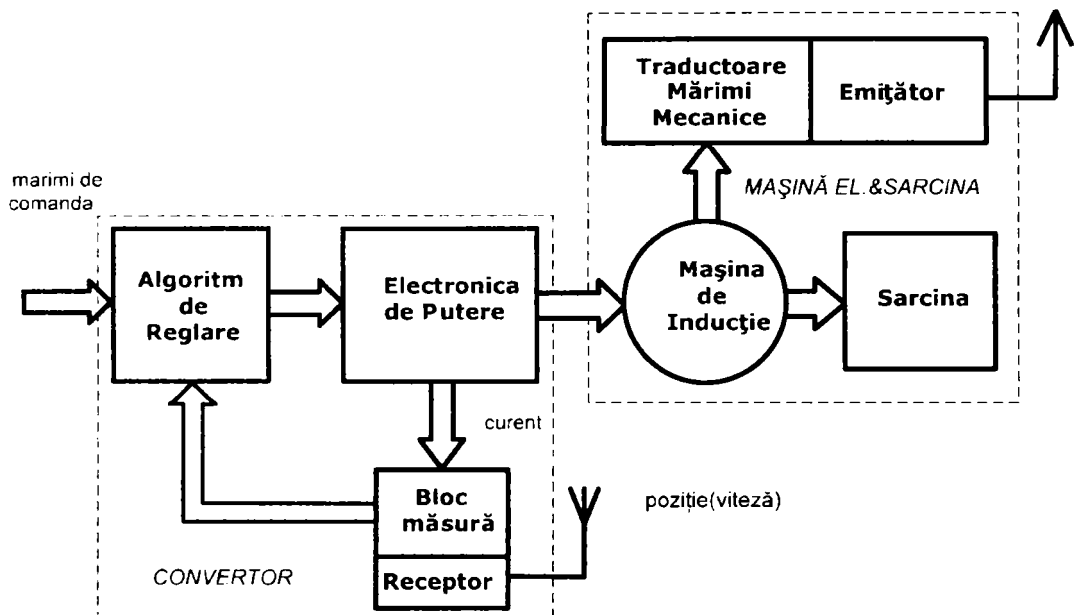 Traductoare
Mărimi
Mecanice
Emiţător
marimi de
comanda
MAŞINĂ EL.&SARCINA
Algoritm
de
Reglare
Electronica
de Putere
Maşina
de
Inducţie
Sarcina
curent
Bloc
măsură
Receptor
poziţie(viteză)
CONVERTOR